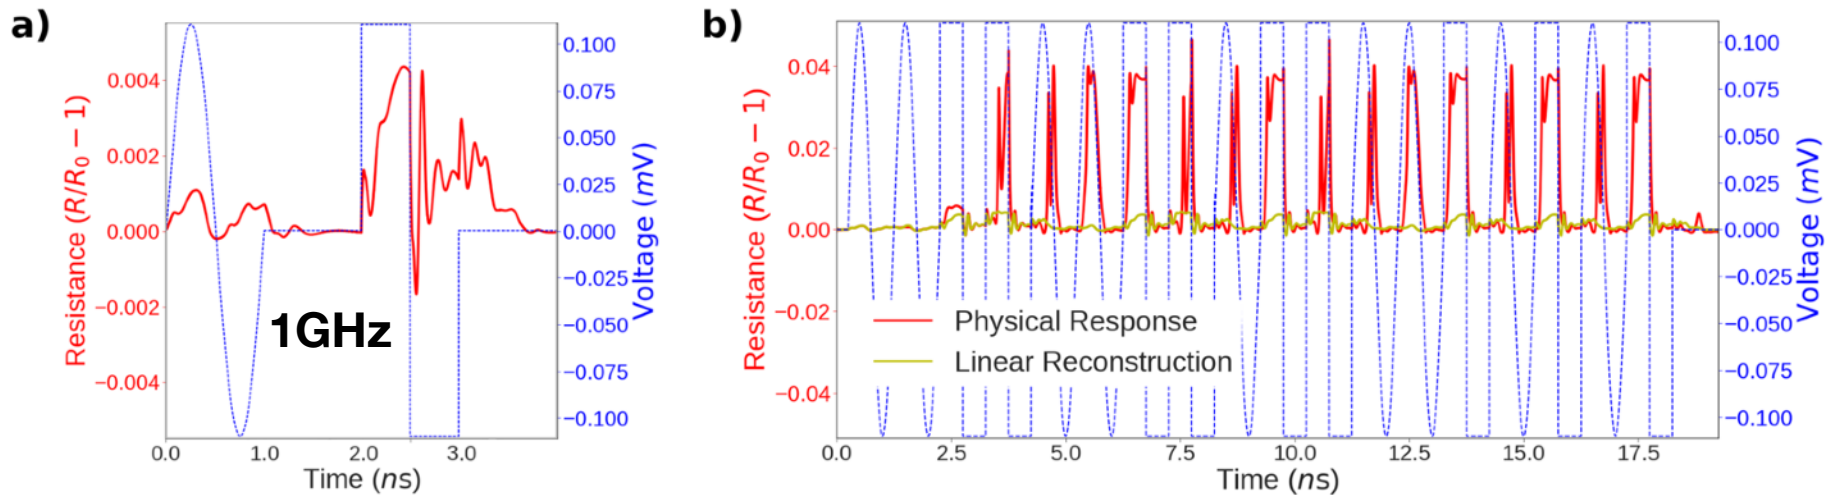 a)
Resistance (R/R₀ − 1)
0.004
0.002
0.000
−0.002
−0.004
1GHz
0.100
0.075
0.050
0.025
0.000
−0.025
−0.050
−0.075
−0.100
Voltage (mV)
0.0 1.0 2.0 3.0
Time (ns)
b)
Resistance (R/R₀ − 1)
0.04
0.02
0.00
−0.02
−0.04
Physical Response
Linear Reconstruction
0.100
0.075
0.050
0.025
0.000
−0.025
−0.050
−0.075
−0.100
Voltage (mV)
0.0 2.5 5.0 7.5 10.0 12.5 15.0 17.5
Time (ns)